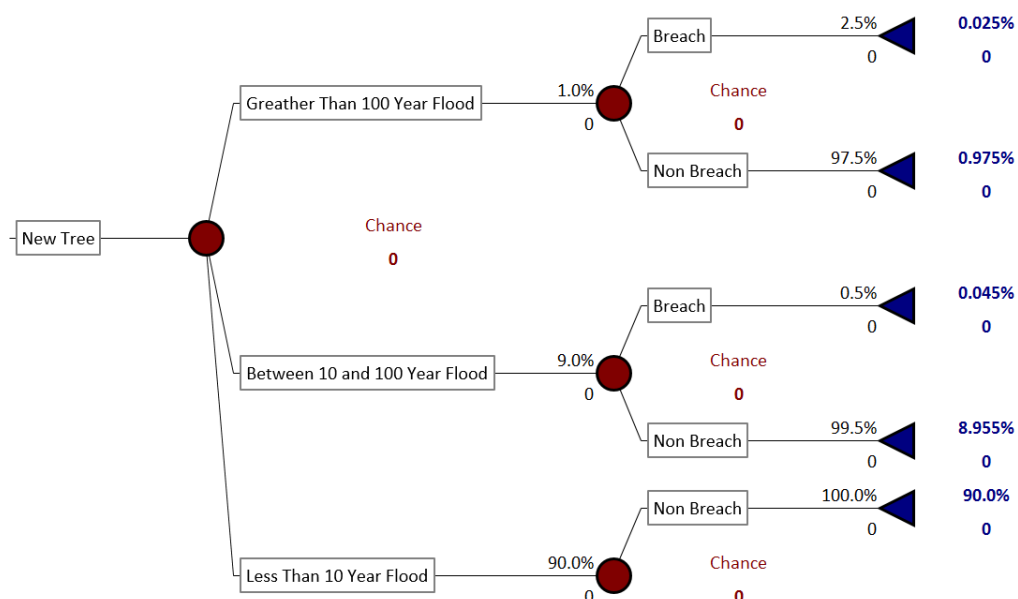 Breach
2.5%
0.025%
0
0
Greather Than 100 Year Flood
1.0%
0
Chance
0
Non Breach
97.5%
0.975%
0
0
New Tree
Chance
0
Breach
0.5%
0.045%
0
0
Between 10 and 100 Year Flood
9.0%
0
Chance
0
Non Breach
99.5%
8.955%
0
0
Non Breach
100.0%
90.0%
0
0
Less Than 10 Year Flood
90.0%
0
Chance
0